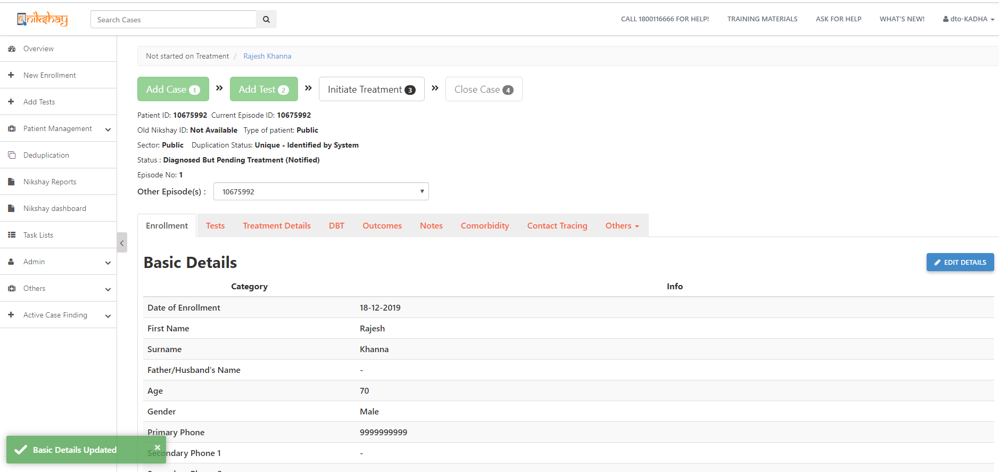 nikshay
Search Cases
CALL 1800116666 FOR HELP! TRAINING MATERIALS ASK FOR HELP WHAT'S NEW! dto-KADHA
Overview
New Enrollment
Add Tests
Patient Management
Deduplication
Nikshay Reports
Nikshay dashboard
Task Lists
Admin
Others
Active Case Finding
Not started on Treatment / Rajesh Khanna
Add Case 1 » Add Test 2 » Initiate Treatment 3 » Close Case 4
Patient ID: 10675992 Current Episode ID: 10675992
Old Nikshay ID: Not Available Type of patient: Public
Sector: Public Duplication Status: Unique - Identified by System
Status : Diagnosed But Pending Treatment (Notified)
Episode No: 1
Other Episode(s) : 10675992
Enrollment Tests Treatment Details DBT Outcomes Notes Comorbidity Contact Tracing Others
Basic Details
EDIT DETAILS
Category Info
Date of Enrollment 18-12-2019
First Name Rajesh
Surname Khanna
Father/Husband's Name -
Age 70
Gender Male
Primary Phone 9999999999
Secondary Phone 1 -
Basic Details Updated ×